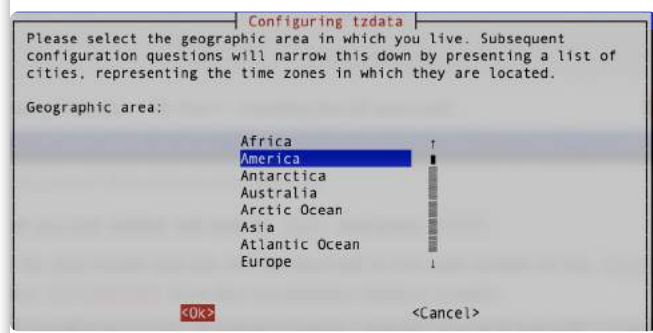 Configuring tzdata
Please select the geographic area in which you live. Subsequent
configuration questions will narrow this down by presenting a list of
cities, representing the time zones in which they are located.
Geographic area:
Africa
America
Antarctica
Australia
Arctic Ocean
Asia
Atlantic Ocean
Europe
<Ok> <Cancel>